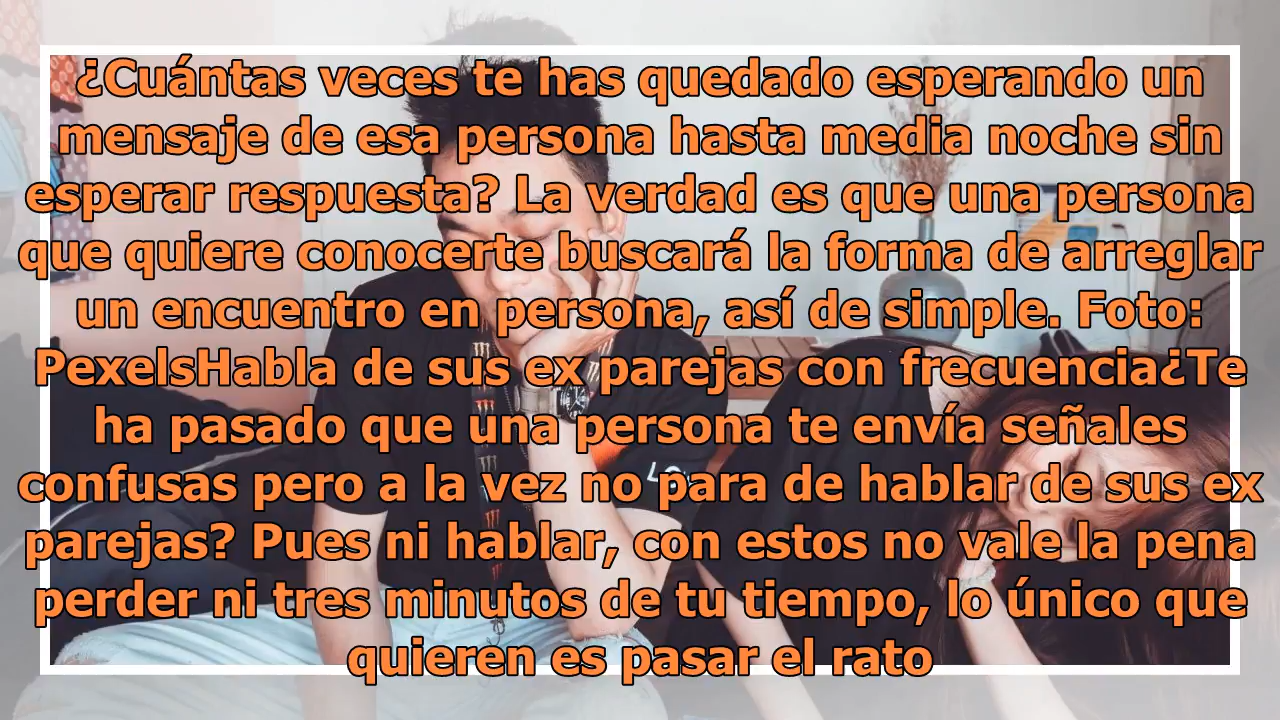 ¿Cuántas veces te has quedado esperando un
mensaje de esa persona hasta media noche sin
esperar respuesta? La verdad es que una persona
que quiere conocerte buscará la forma de arreglar
un encuentro en persona, así de simple. Foto:
PexelsHabla de sus ex parejas con frecuencia¿Te
ha pasado que una persona te envía señales
confusas pero a la vez no para de hablar de sus ex
parejas? Pues ni hablar, con estos no vale la pena
perder ni tres minutos de tu tiempo, lo único que
quieren es pasar el rato